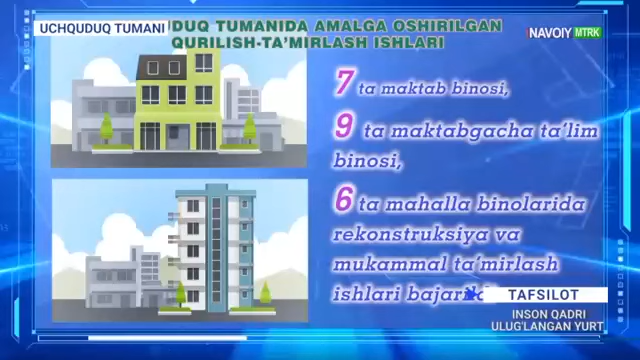 UCHQUDUQ TUMANI
DUQ TUMANIDA AMALGA OSHIRILGAN
QURILISH-TA’MIRLASH ISHLARI
NAVOIY MTRK
7 ta maktab binosi,
9 ta maktabgacha ta’lim
binosi,
6 ta mahalla binolarida
rekonstruksiya va
mukammal ta’mirlash
ishlari
TAFSILOT
INSON QADRI
ULUG'LANGAN YURT